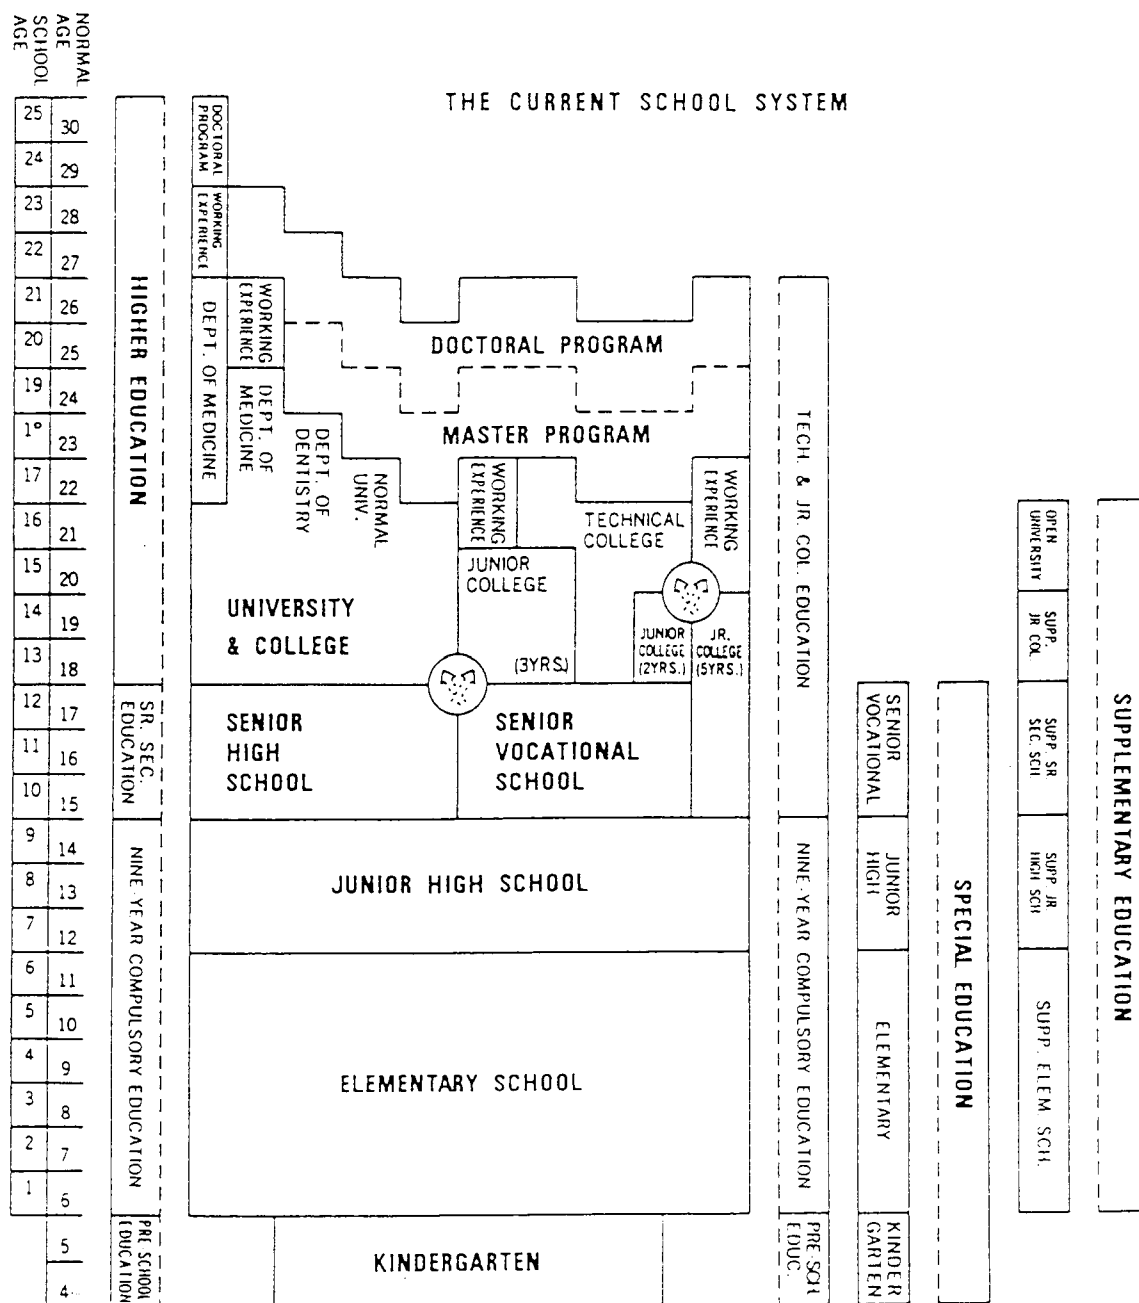 THE CURRENT SCHOOL SYSTEM
NORMAL
AGE
SCHOOL
AGE
25
24
23
22
21
20
19
1°
17
16
15
14
13
12
11
10
9
8
7
6
5
4
3
2
1
30
29
28
27
26
25
24
23
22
21
20
19
18
17
16
15
14
13
12
11
10
9
8
7
6
5
4
HIGHER EDUCATION
SR. SEC.
EDUCATION
NINE-YEAR COMPULSORY EDUCATION
PRE SCHOOL
EDUCATION
DOCTORAL
PROGRAM
WORKING
EXPERIENCE
DEPT. OF MEDICINE
WORKING
EXPERIENCE
DEPT. OF
MEDICINE
DEPT. OF
DENTISTRY
NORMAL
UNIV.
DOCTORAL PROGRAM
MASTER PROGRAM
WORKING
EXPERIENCE
TECHNICAL
COLLEGE
WORKING
EXPERIENCE
JUNIOR
COLLEGE
(3YRS.)
JUNIOR
COLLEGE
(2YRS.)
JR.
COLLEGE
(5YRS.)
UNIVERSITY
& COLLEGE
SENIOR
HIGH
SCHOOL
SENIOR
VOCATIONAL
SCHOOL
JUNIOR HIGH SCHOOL
ELEMENTARY SCHOOL
KINDERGARTEN
TECH. & JR. COL. EDUCATION
NINE-YEAR COMPULSORY EDUCATION
PRE-SCH
EDUC.
SENIOR
VOCATIONAL
JUNIOR
HIGH
ELEMENTARY
KINDER
GARTEN
SPECIAL EDUCATION
OPEN
UNIVERSITY
SUPP.
JR COL.
SUPP. SR
SEC. SCH
SUPP. JR
HIGH SCH
SUPP. ELEM. SCH.
SUPPLEMENTARY EDUCATION